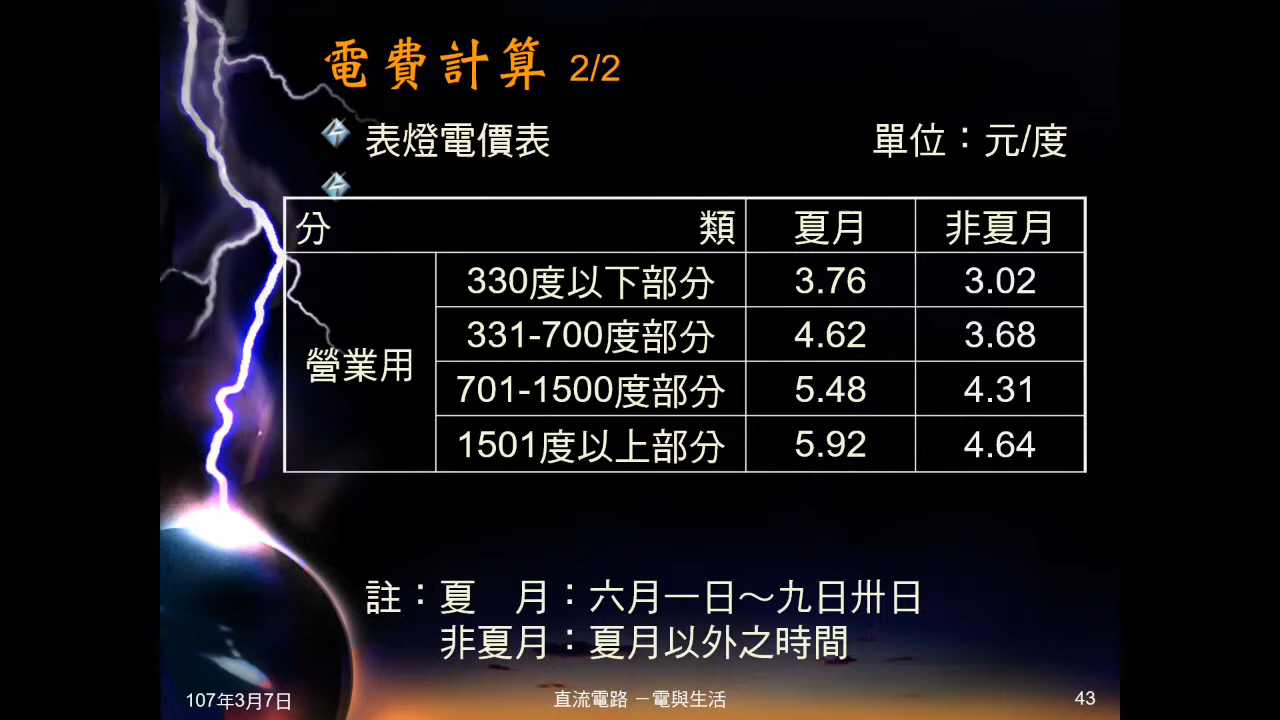 電費計算 2/2
表燈電價表 單位：元/度
分 類 夏月 非夏月
營業用
330度以下部分 3.76 3.02
331-700度部分 4.62 3.68
701-1500度部分 5.48 4.31
1501度以上部分 5.92 4.64
註：夏 月：六月一日～九日卅日
非夏月：夏月以外之時間
107年3月7日 直流電路 －電與生活 43